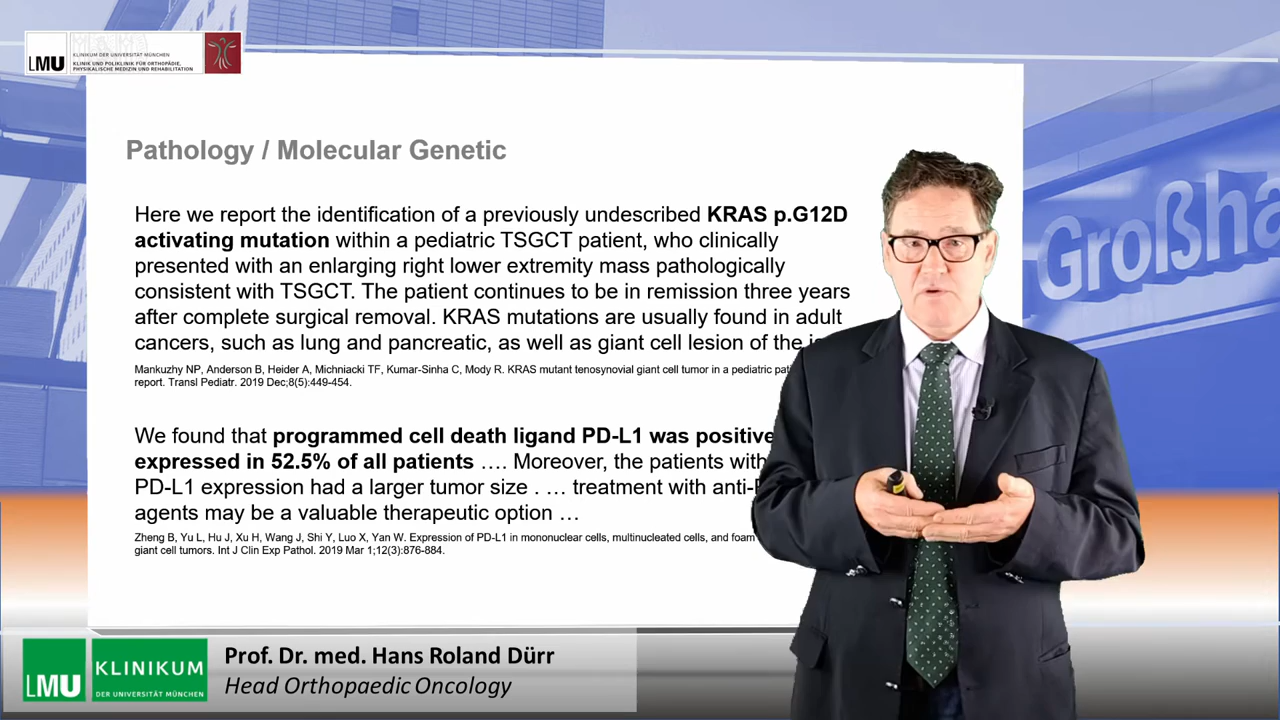 LMU
KLINIKUM DER UNIVERSITÄT MÜNCHEN
KLINIK UND POLIKLINIK FÜR ORTHOPÄDIE,
PHYSIKALISCHE MEDIZIN UND REHABILITATION
Großha
Pathology / Molecular Genetic
Here we report the identification of a previously undescribed KRAS p.G12D
activating mutation within a pediatric TSGCT patient, who clinically
presented with an enlarging right lower extremity mass pathologically
consistent with TSGCT. The patient continues to be in remission three years
after complete surgical removal. KRAS mutations are usually found in adult
cancers, such as lung and pancreatic, as well as giant cell lesion of the
Mankuzhy NP, Anderson B, Heider A, Michniacki TF, Kumar-Sinha C, Mody R. KRAS mutant tenosynovial giant cell tumor in a pediatric
report. Transl Pediatr. 2019 Dec;8(5):449-454.
We found that programmed cell death ligand PD-L1 was positive
expressed in 52.5% of all patients …. Moreover, the patients with
PD-L1 expression had a larger tumor size . … treatment with
agents may be a valuable therapeutic option …
Zheng B, Yu L, Hu J, Xu H, Wang J, Shi Y, Luo X, Yan W. Expression of PD-L1 in mononuclear cells, multinucleated cells, and foam
giant cell tumors. Int J Clin Exp Pathol. 2019 Mar 1;12(3):876-884.
LMU KLINIKUM
DER UNIVERSITÄT MÜNCHEN
Prof. Dr. med. Hans Roland Dürr
Head Orthopaedic Oncology